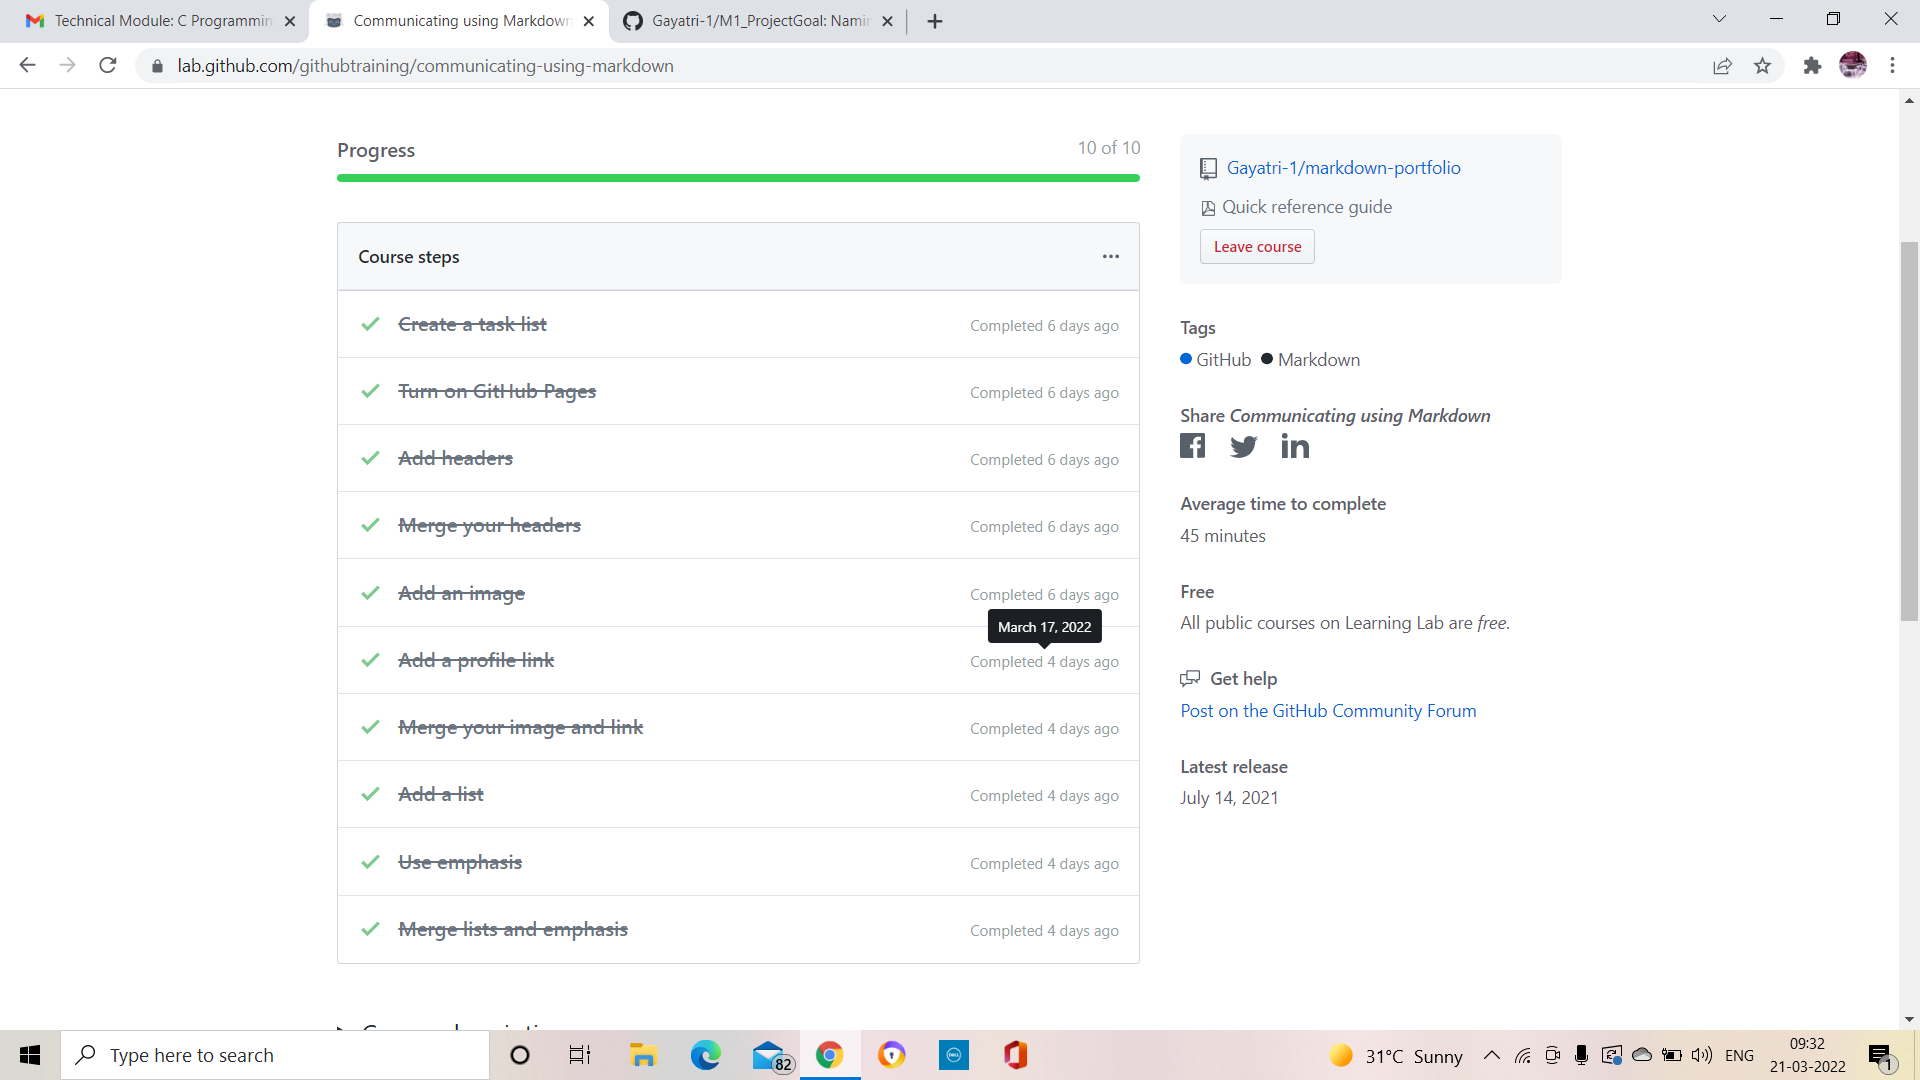 Technical Module: C Programmin
Communicating using Markdown
Gayatri-1/M1_ProjectGoal: Namin
lab.github.com/githubtraining/communicating-using-markdown
Progress
10 of 10
Course steps
Create a task list
Completed 6 days ago
Turn on GitHub Pages
Completed 6 days ago
Add headers
Completed 6 days ago
Merge your headers
Completed 6 days ago
Add an image
Completed 6 days ago
March 17, 2022
Add a profile link
Completed 4 days ago
Merge your image and link
Completed 4 days ago
Add a list
Completed 4 days ago
Use emphasis
Completed 4 days ago
Merge lists and emphasis
Completed 4 days ago
Gayatri-1/markdown-portfolio
Quick reference guide
Leave course
Tags
GitHub Markdown
Share Communicating using Markdown
Average time to complete
45 minutes
Free
All public courses on Learning Lab are free.
Get help
Post on the GitHub Community Forum
Latest release
July 14, 2021
Type here to search
82
DELL
31°C Sunny
ENG
09:32
21-03-2022
1